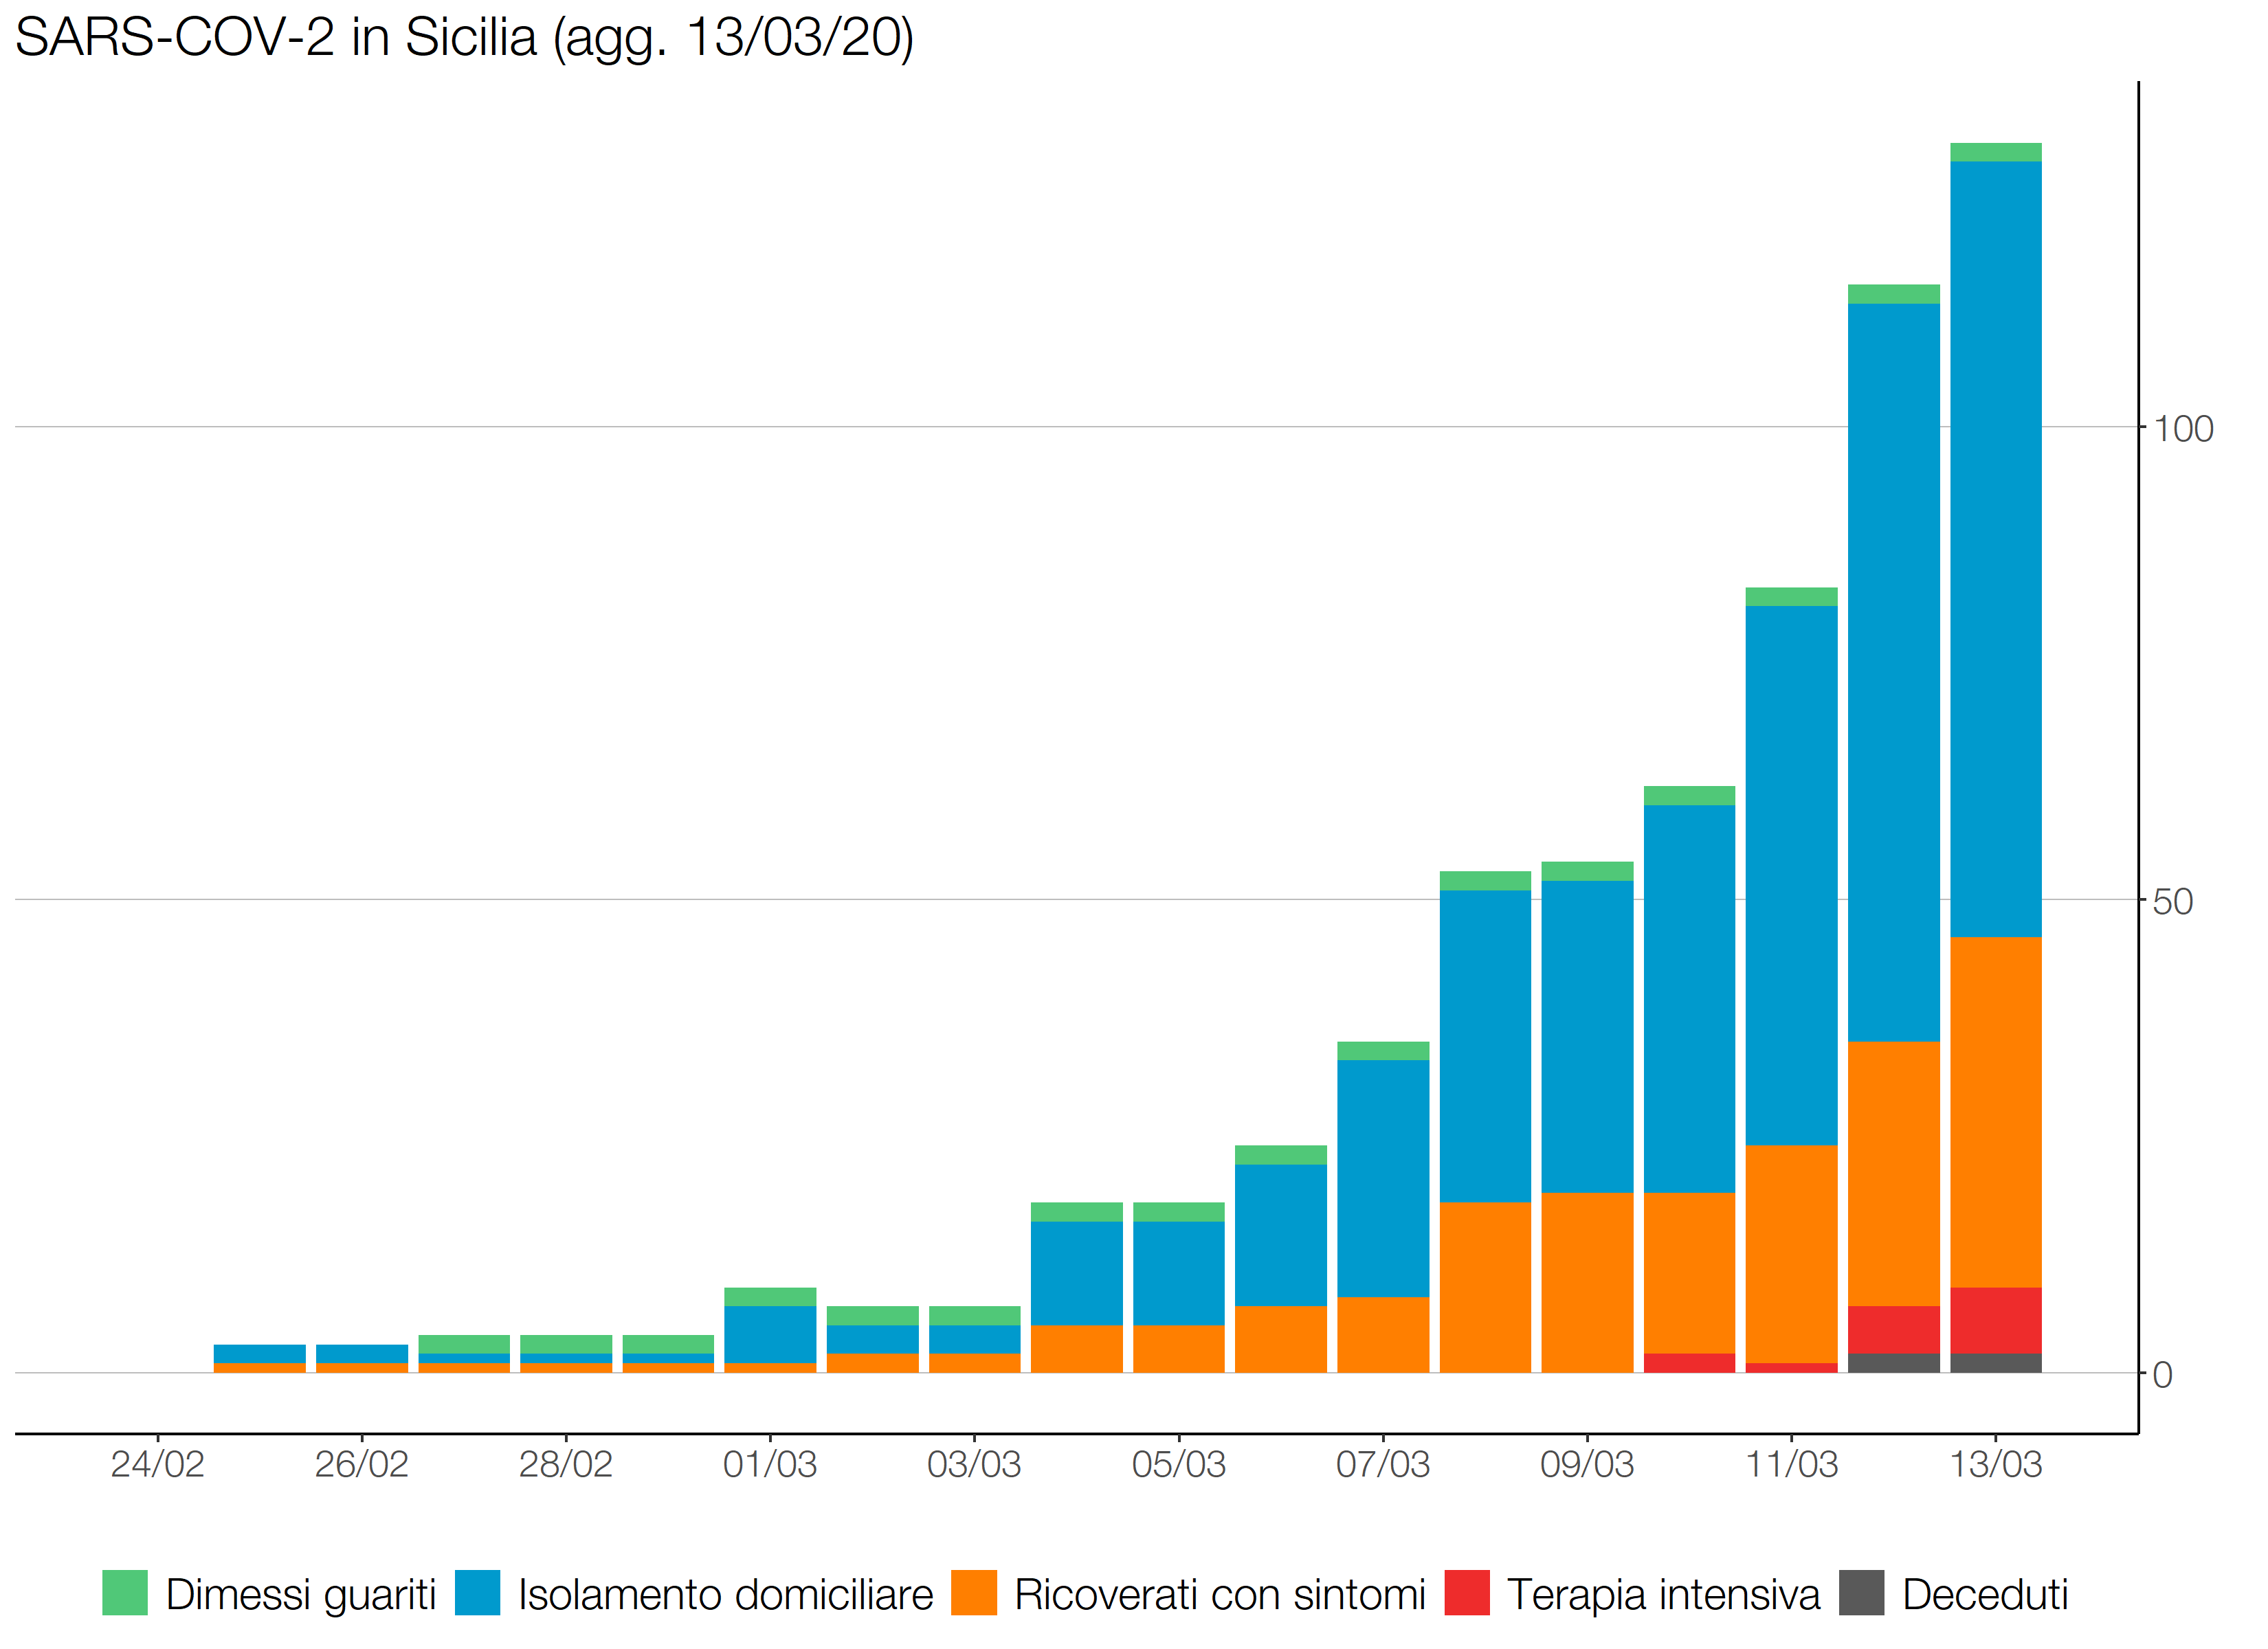 SARS-COV-2 in Sicilia (agg. 13/03/20)
100
50
0
24/02 26/02 28/02 01/03 03/03 05/03 07/03 09/03 11/03 13/03
Dimessi guariti Isolamento domiciliare Ricoverati con sintomi Terapia intensiva Deceduti